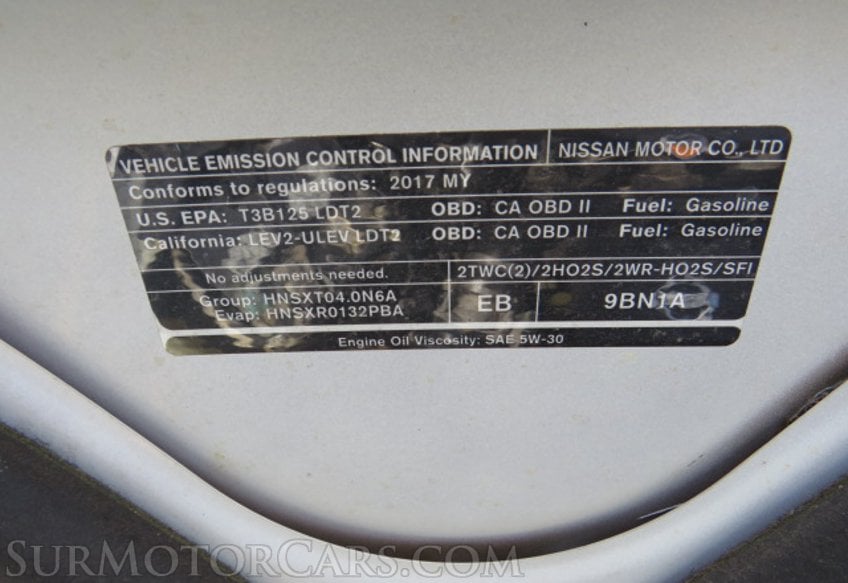 VEHICLE EMISSION CONTROL INFORMATION NISSAN MOTOR CO., LTD
Conforms to regulations: 2017 MY
U.S. EPA: T3B125 LDT2 OBD: CA OBD II Fuel: Gasoline
California: LEV2-ULEV LDT2 OBD: CA OBD II Fuel: Gasoline
No adjustments needed. 2TWC(2)/2HO2S/2WR-HO2S/SFI
Group: HNSXT04.0N6A
Evap: HNSXR0132PBA EB 9BN1A
Engine Oil Viscosity: SAE 5W-30
SURMOTORCARS.COM